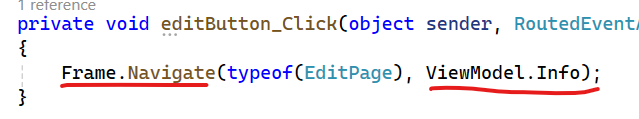 1 reference
private void editButton_Click(object sender, RoutedEventA
{
Frame.Navigate(typeof(EditPage), ViewModel.Info);
}